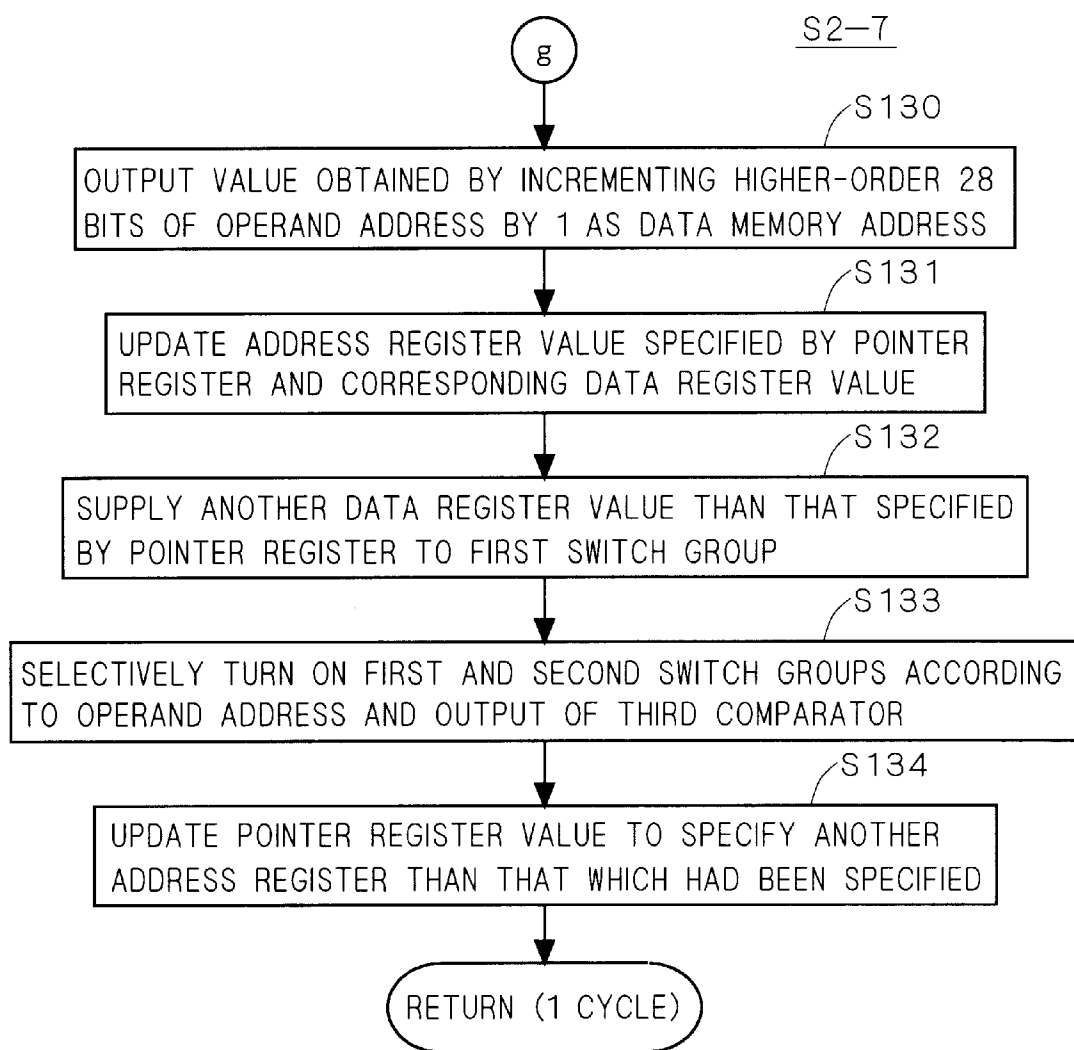 S2-7
g
S130
OUTPUT VALUE OBTAINED BY INCREMENTING HIGHER-ORDER 28
BITS OF OPERAND ADDRESS BY 1 AS DATA MEMORY ADDRESS
S131
UPDATE ADDRESS REGISTER VALUE SPECIFIED BY POINTER
REGISTER AND CORRESPONDING DATA REGISTER VALUE
S132
SUPPLY ANOTHER DATA REGISTER VALUE THAN THAT SPECIFIED
BY POINTER REGISTER TO FIRST SWITCH GROUP
S133
SELECTIVELY TURN ON FIRST AND SECOND SWITCH GROUPS ACCORDING
TO OPERAND ADDRESS AND OUTPUT OF THIRD COMPARATOR
S134
UPDATE POINTER REGISTER VALUE TO SPECIFY ANOTHER
ADDRESS REGISTER THAN THAT WHICH HAD BEEN SPECIFIED
RETURN (1 CYCLE)